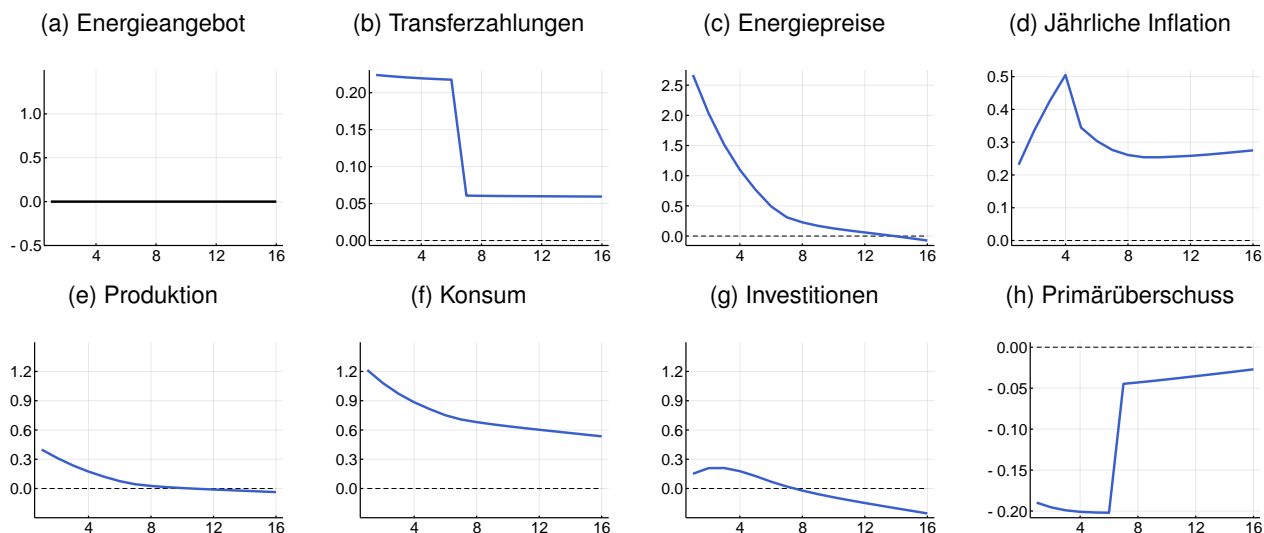 (a) Energieangebot
(b) Transferzahlungen
(c) Energiepreise
(d) Jährliche Inflation
1.0
0.5
0.0
- 0.5
4 8 12 16
0.20
0.15
0.10
0.05
0.00
4 8 12 16
2.5
2.0
1.5
1.0
0.5
0.0
4 8 12 16
0.5
0.4
0.3
0.2
0.1
0.0
4 8 12 16
(e) Produktion
(f) Konsum
(g) Investitionen
(h) Primärüberschuss
1.2
0.9
0.6
0.3
0.0
4 8 12 16
1.2
0.9
0.6
0.3
0.0
4 8 12 16
1.2
0.9
0.6
0.3
0.0
4 8 12 16
0.00
- 0.05
- 0.10
- 0.15
- 0.20
4 8 12 16